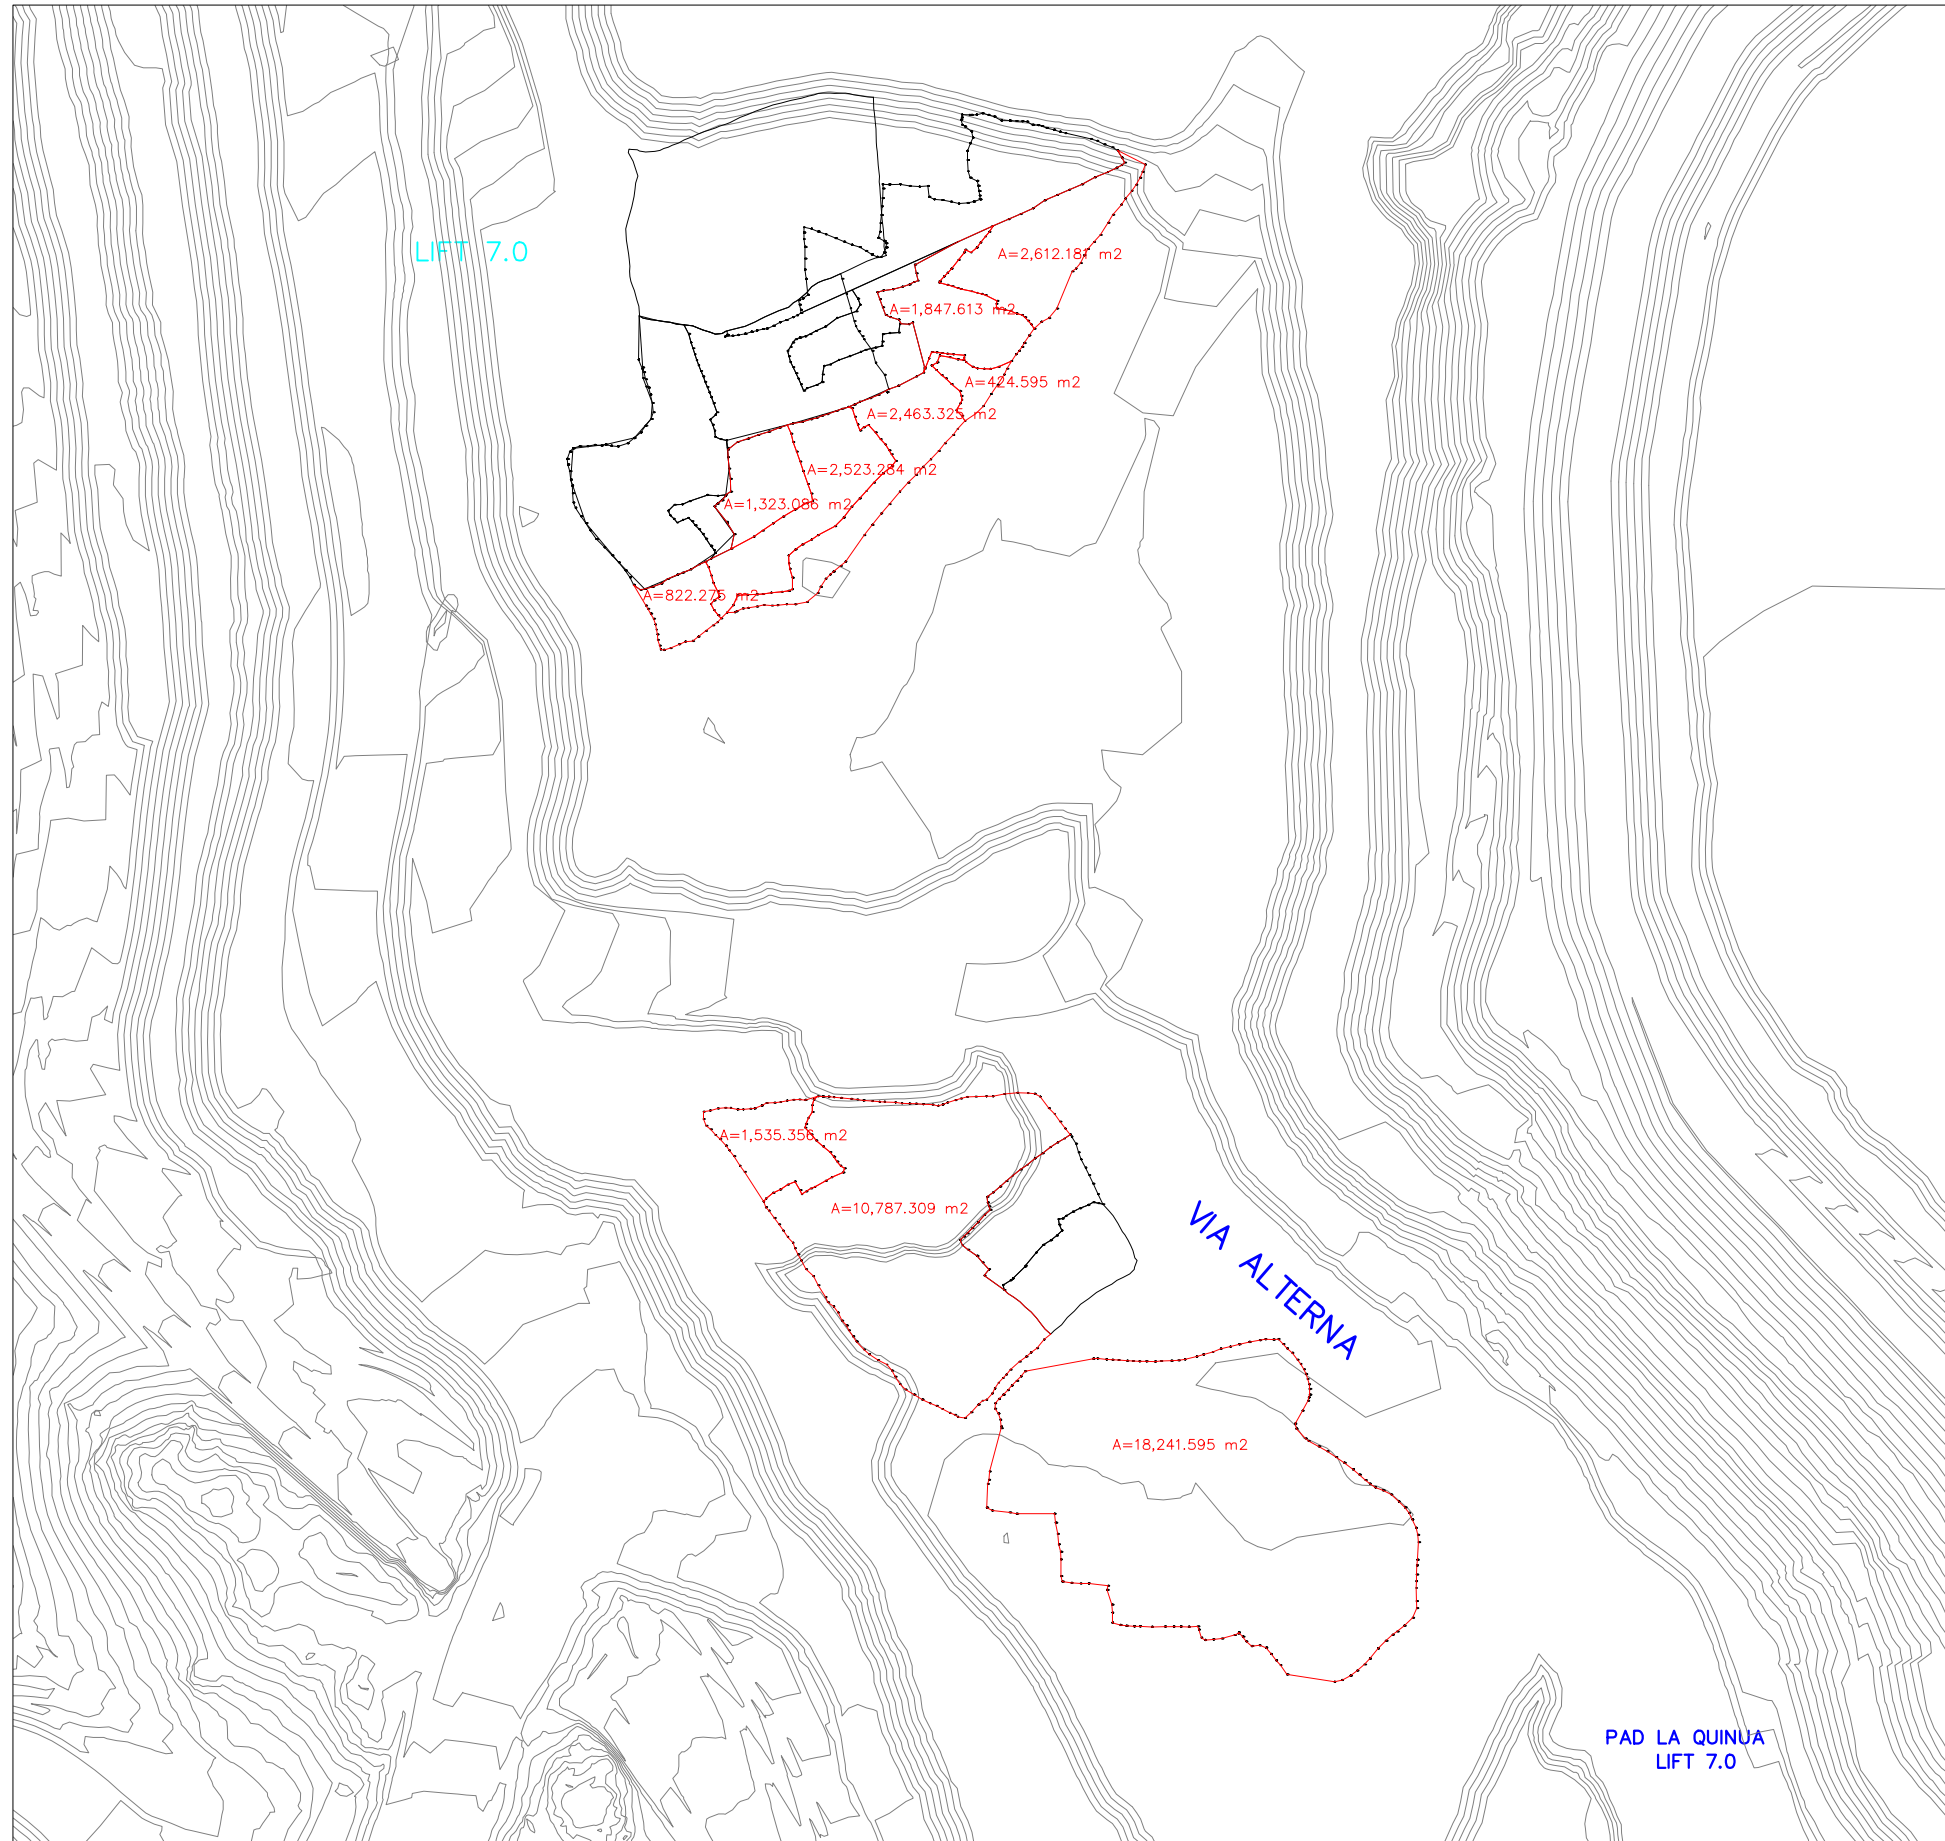 LIFT 7.0
A=2,612.181 m2
A=1,847.613 m2
A=424.595 m2
A=2,463.325 m2
A=2,523.284 m2
A=1,323.086 m2
A=822.275 m2
A=1,535.356 m2
A=10,787.309 m2
VIA ALTERNA
A=18,241.595 m2
PAD LA QUINUA
LIFT 7.0